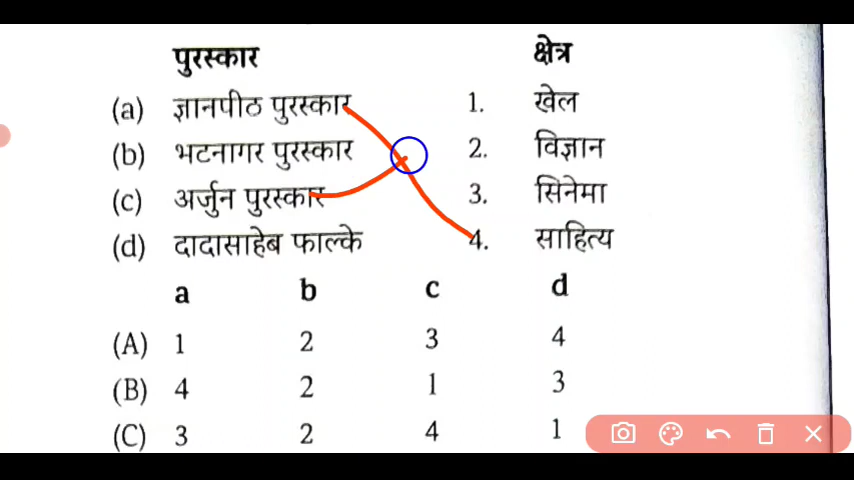 पुरस्कार क्षेत्र
(a) ज्ञानपीठ पुरस्कार 1. खेल
(b) भटनागर पुरस्कार 2. विज्ञान
(c) अर्जुन पुरस्कार 3. सिनेमा
(d) दादासाहेब फाल्के 4. साहित्य
a b c d
(A) 1 2 3 4
(B) 4 2 1 3
(C) 3 2 4 1